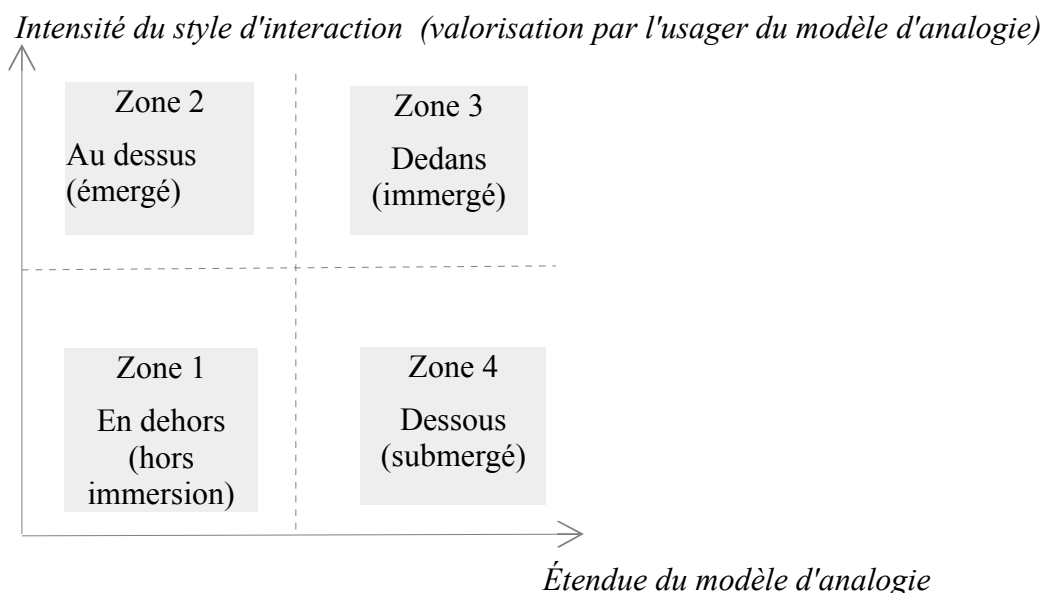 Intensité du style d'interaction (valorisation par l'usager du modèle d'analogie)
Zone 2
Au dessus
(émergé)
Zone 3
Dedans
(immergé)
Zone 1
En dehors
(hors
immersion)
Zone 4
Dessous
(submergé)
Étendue du modèle d'analogie